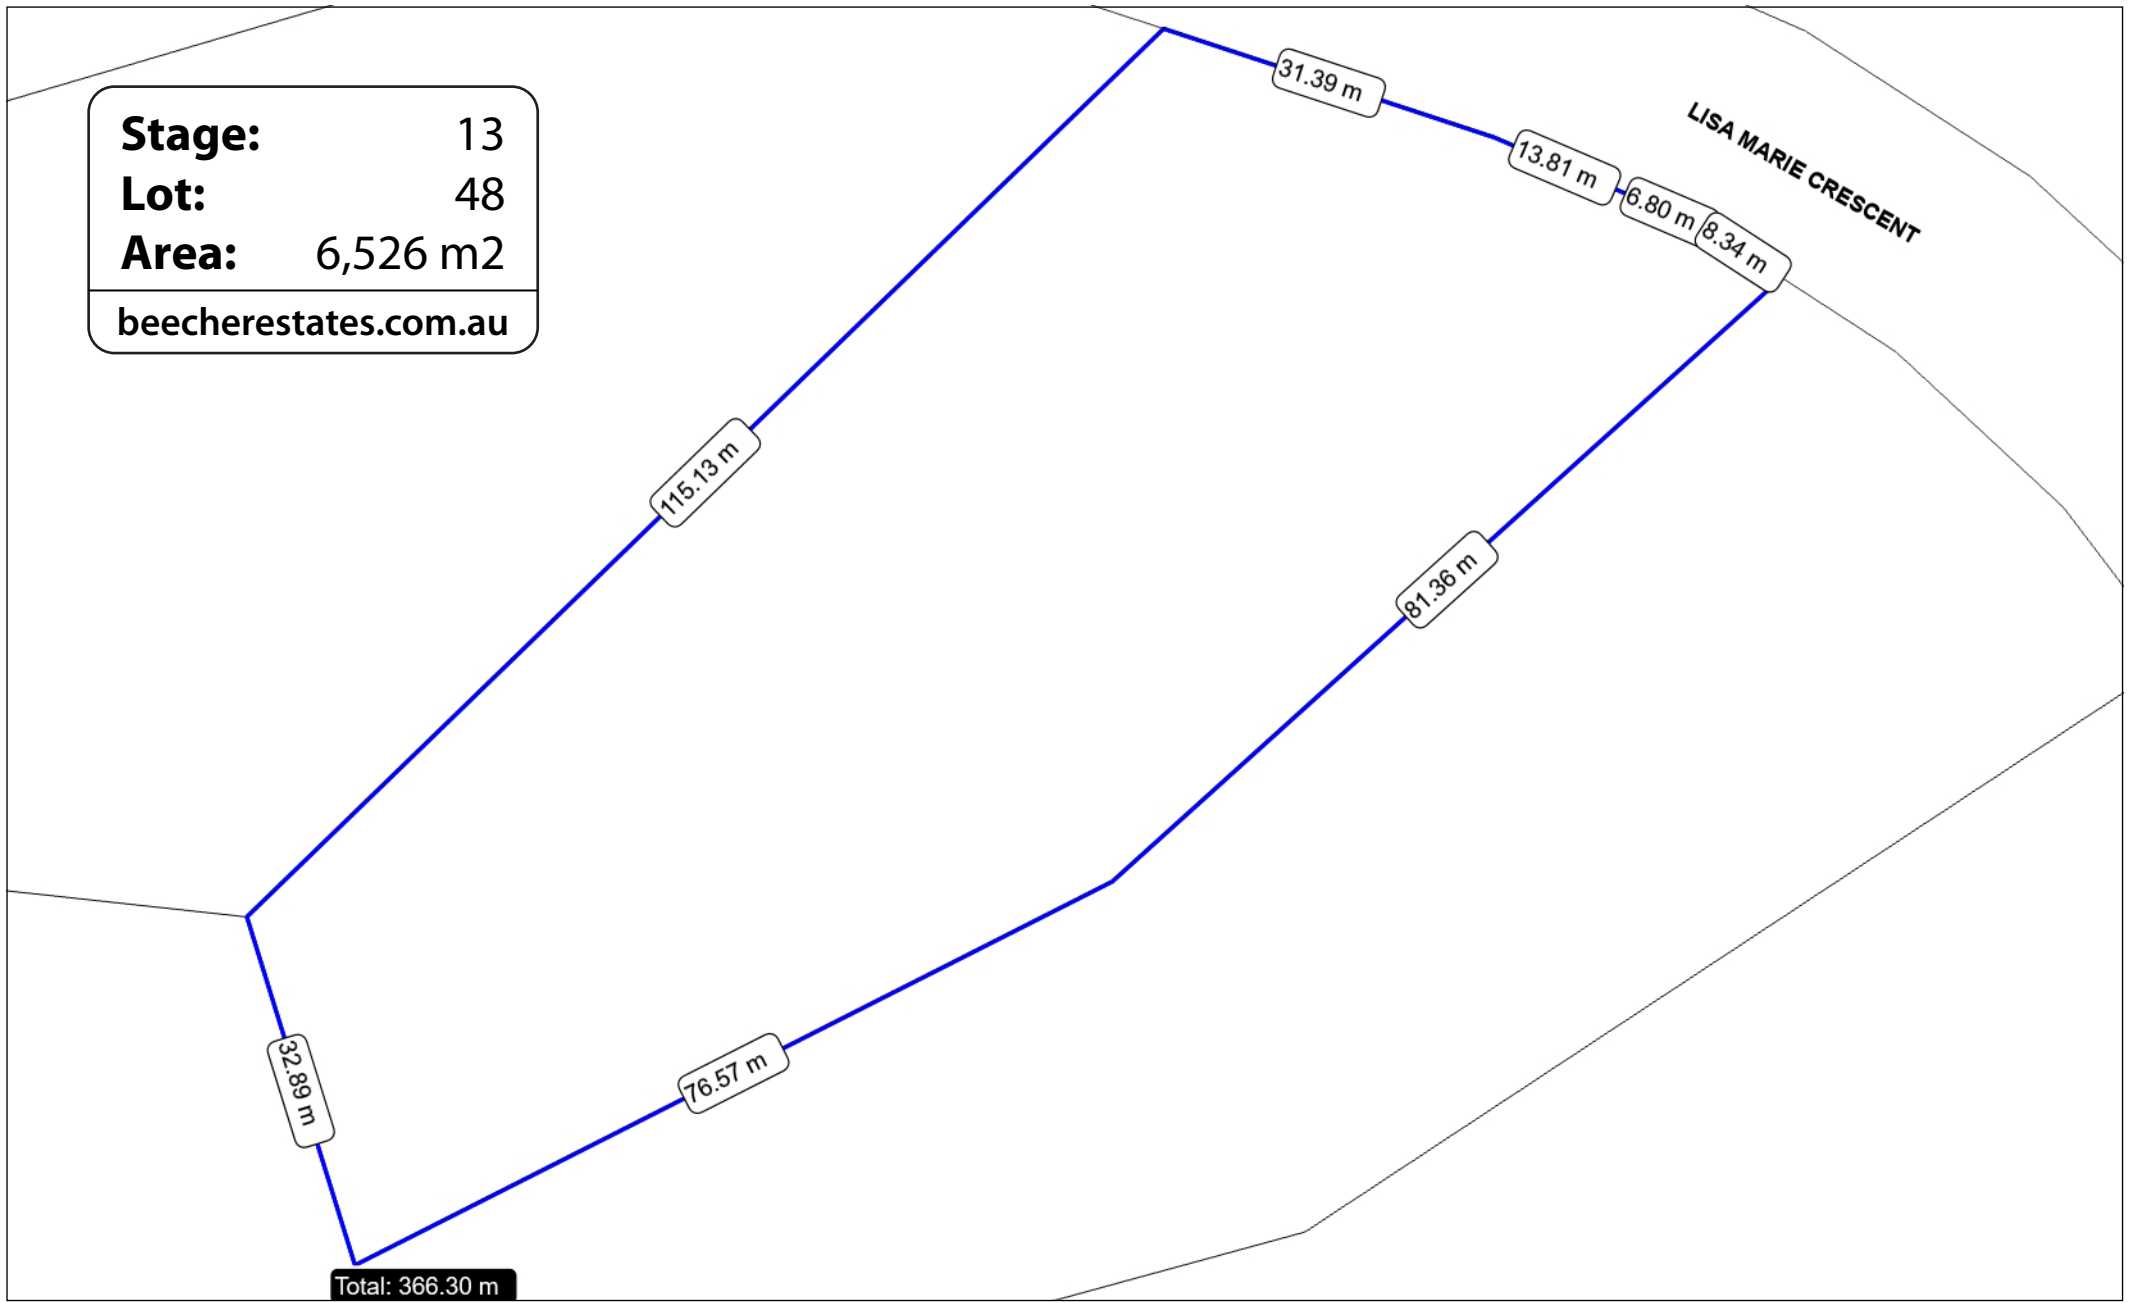 Stage: 13
Lot: 48
Area: 6,526 m2
beecherestates.com.au
31.39 m
13.81 m
6.80 m
8.34 m
LISA MARIE CRESCENT
115.13 m
81.36 m
76.57 m
32.89 m
Total: 366.30 m